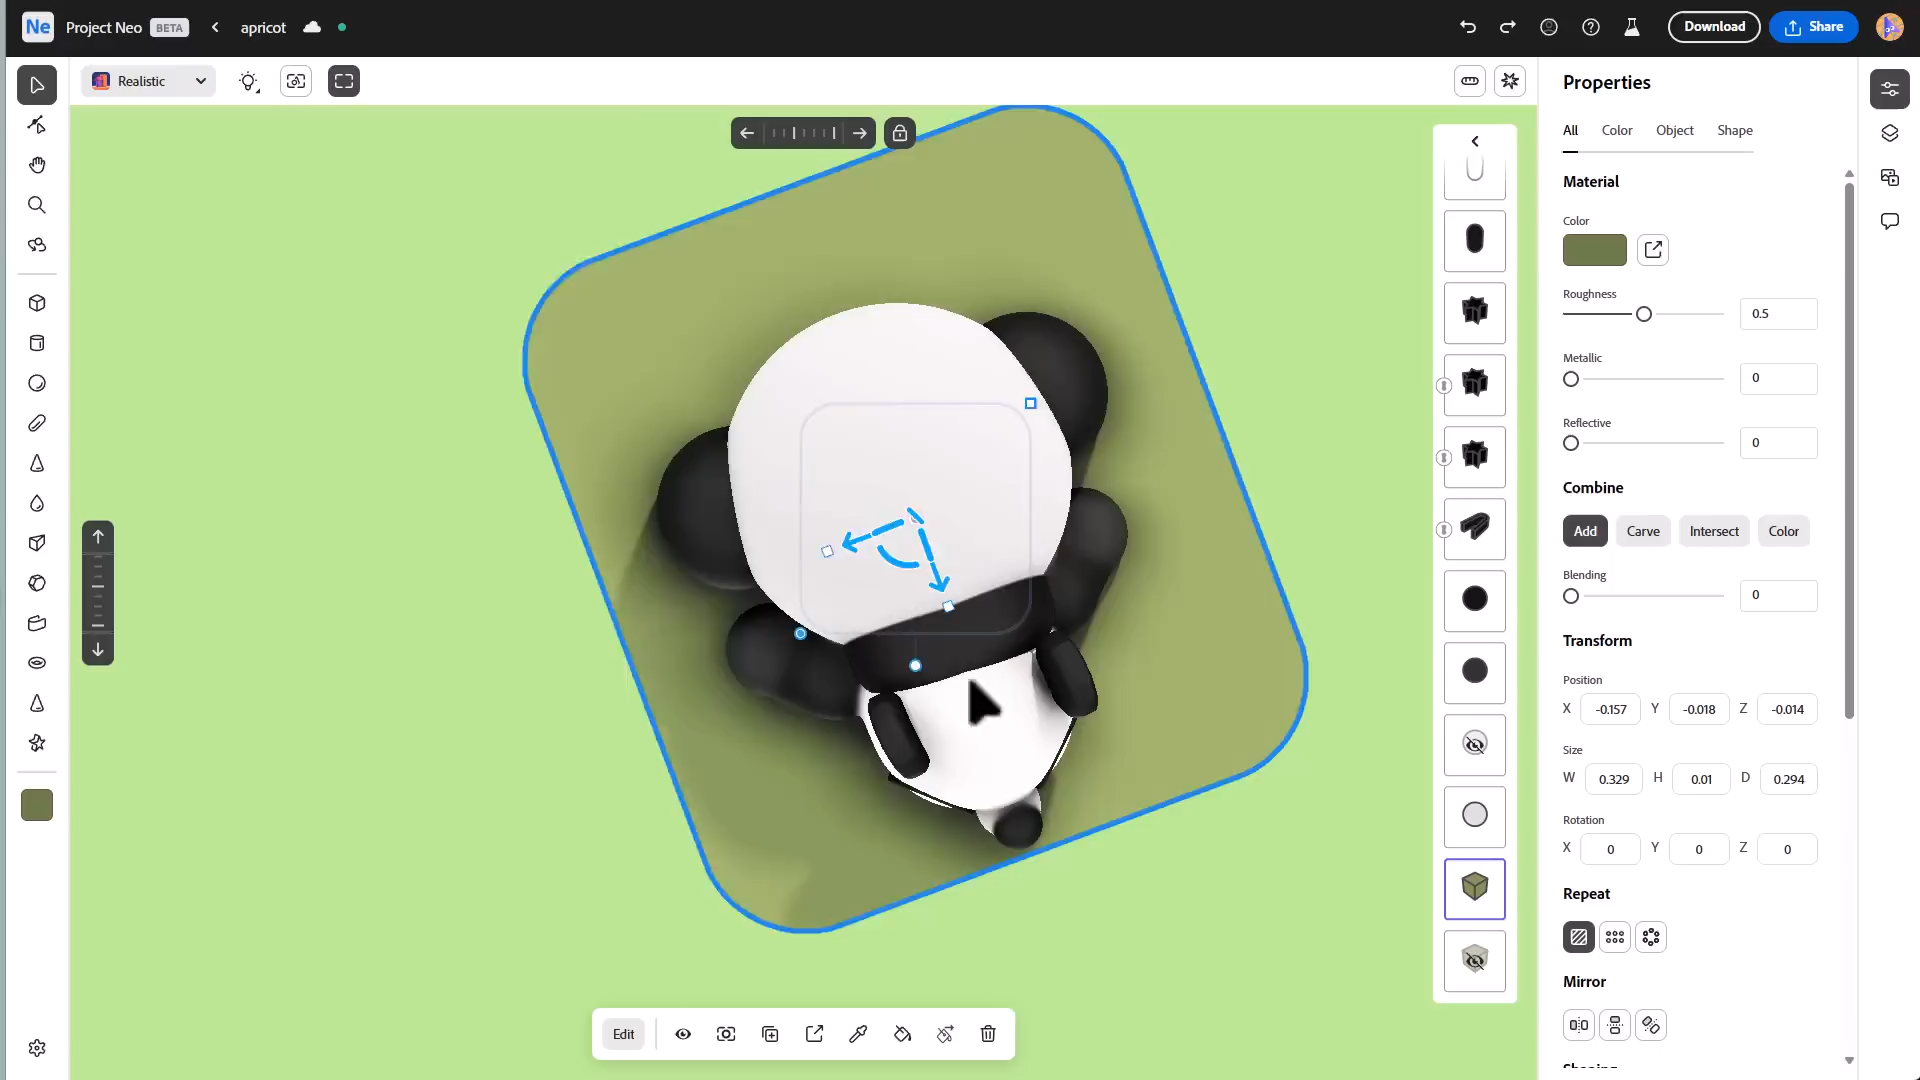 Ne Project Neo BETA apricot
Download Share
Realistic
Properties
All Color Object Shape
Material
Color
Roughness
0.5
Metallic
0
Reflective
0
Combine
Add Carve Intersect Color
Blending
0
Transform
Position
X -0.157 Y -0.018 Z -0.014
Size
W 0.329 H 0.01 D 0.294
Rotation
X 0 Y 0 Z 0
Repeat
Mirror
Edit